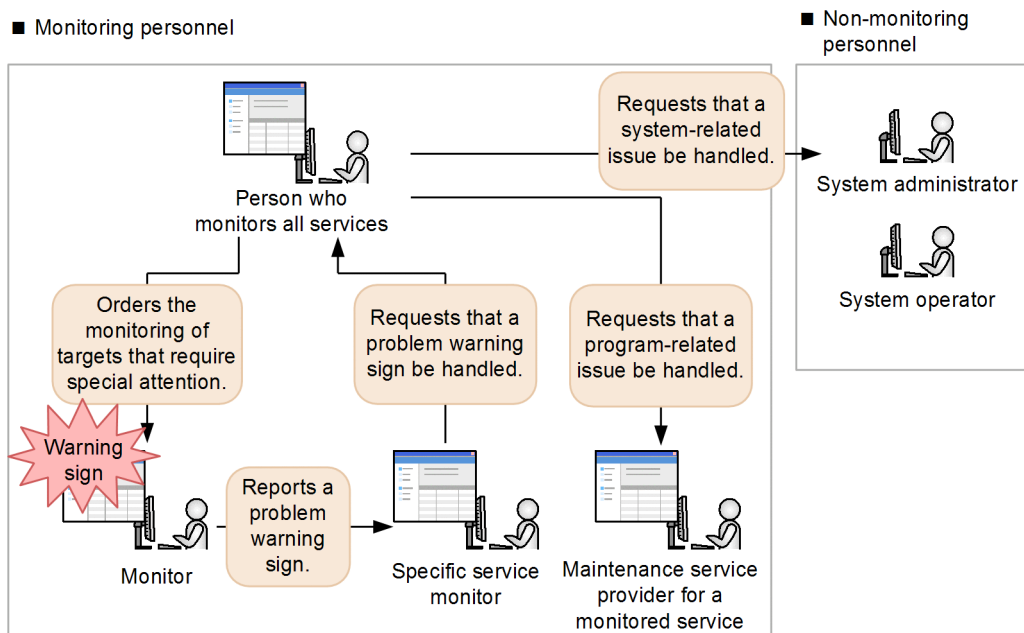 ■ Monitoring personnel
■ Non-monitoring
personnel
Requests that a
system-related
issue be handled.
System administrator
System operator
Person who
monitors all services
Orders the
monitoring of
targets that require
special attention.
Requests that a
problem warning
sign be handled.
Requests that a
program-related
issue be handled.
Warning
sign
Reports a
problem
warning
sign.
Monitor
Specific service
monitor
Maintenance service
provider for a
monitored service